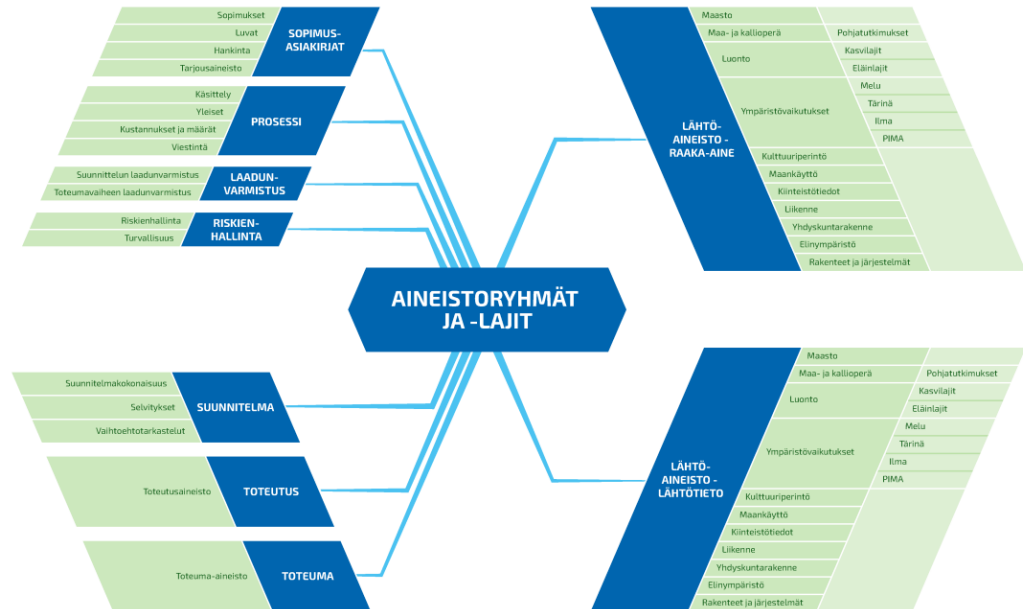 Sopimukset
Luvat
Hankinta
Tarjousaineisto
SOPIMUS-
ASIAKIRJAT
Käsittely
Yleiset
Kustannukset ja määrät
Viestintä
PROSESSI
Suunnittelun laadunvarmistus
Toteumavaiheen laadunvarmistus
LAADUN-
VARMISTUS
Riskienhallinta
Turvallisuus
RISKIEN-
HALLINTA
AINEISTORYHMÄT
JA -LAJIT
Suunnitelmakokonaisuus
Selvitykset
Vaihtoehtotarkastelut
SUUNNITELMA
Toteutusaineisto
TOTEUTUS
Toteuma-aineisto
TOTEUMA
LÄHTÖ-
AINEISTO -
RAAKA-AINE
Maasto
Maa- ja kallioperä
Pohjatutkimukset
Luonto
Kasvilajit
Eläinlajit
Ympäristövaikutukset
Melu
Tärinä
Ilma
PIMA
Kulttuuriperintö
Maankäyttö
Kiinteistötiedot
Liikenne
Yhdyskuntarakenne
Elinympäristö
Rakenteet ja järjestelmät
LÄHTÖ-
AINEISTO -
LÄHTÖTIETO
Maasto
Maa- ja kallioperä
Pohjatutkimukset
Luonto
Kasvilajit
Eläinlajit
Ympäristövaikutukset
Melu
Tärinä
Ilma
PIMA
Kulttuuriperintö
Maankäyttö
Kiinteistötiedot
Liikenne
Yhdyskuntarakenne
Elinympäristö
Rakenteet ja järjestelmät